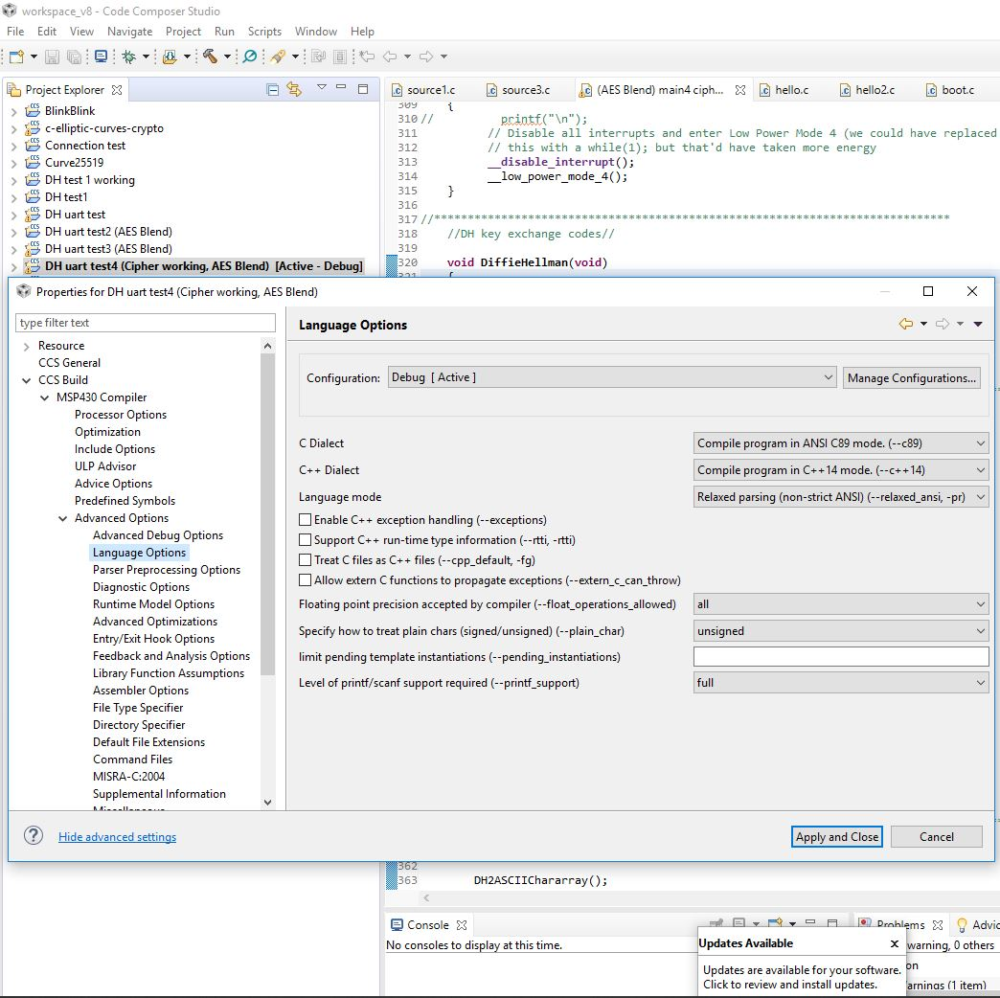 workspace_v8 - Code Composer Studio
File Edit View Navigate Project Run Scripts Window Help
Project Explorer
source1.c source3.c (AES Blend) main4 ciph... hello.c hello2.c boot.c
BlinkBlink
c-elliptic-curves-crypto
Connection test
Curve25519
DH test 1 working
DH test1
DH uart test
DH uart test2 (AES Blend)
DH uart test3 (AES Blend)
DH uart test4 (Cipher working, AES Blend) [Active - Debug]
309 {
310 // printf("\n");
311 // Disable all interrupts and enter Low Power Mode 4 (we could have replaced
312 // this with a while(1); but that'd have taken more energy
313 __disable_interrupt();
314 __low_power_mode_4();
315 }
316
317 //*****************************************************************************
318 //DH key exchange codes//
319
320 void DiffieHellman(void)
321 {
Properties for DH uart test4 (Cipher working, AES Blend)
type filter text
Resource
CCS General
CCS Build
MSP430 Compiler
Processor Options
Optimization
Include Options
ULP Advisor
Advice Options
Predefined Symbols
Advanced Options
Advanced Debug Options
Language Options
Parser Preprocessing Options
Diagnostic Options
Runtime Model Options
Advanced Optimizations
Entry/Exit Hook Options
Feedback and Analysis Options
Library Function Assumptions
Assembler Options
File Type Specifier
Directory Specifier
Default File Extensions
Command Files
MISRA-C:2004
Supplemental Information
Miscellaneous
Language Options
Configuration: Debug [ Active ] Manage Configurations...
C Dialect Compile program in ANSI C89 mode. (--c89)
C++ Dialect Compile program in C++14 mode. (--c++14)
Language mode Relaxed parsing (non-strict ANSI) (--relaxed_ansi, -pr)
Enable C++ exception handling (--exceptions)
Support C++ run-time type information (--rtti, -rtti)
Treat C files as C++ files (--cpp_default, -fg)
Allow extern C functions to propagate exceptions (--extern_c_can_throw)
Floating point precision accepted by compiler (--float_operations_allowed) all
Specify how to treat plain chars (signed/unsigned) (--plain_char) unsigned
limit pending template instantiations (--pending_instantiations)
Level of printf/scanf support required (--printf_support) full
? Hide advanced settings Apply and Close Cancel
362
363 DH2ASCIIChararray();
Console
No consoles to display at this time.
Problems Advic
warning, 0 others
on
arnings (1 item)
Updates Available x
Updates are available for your software.
Click to review and install updates.